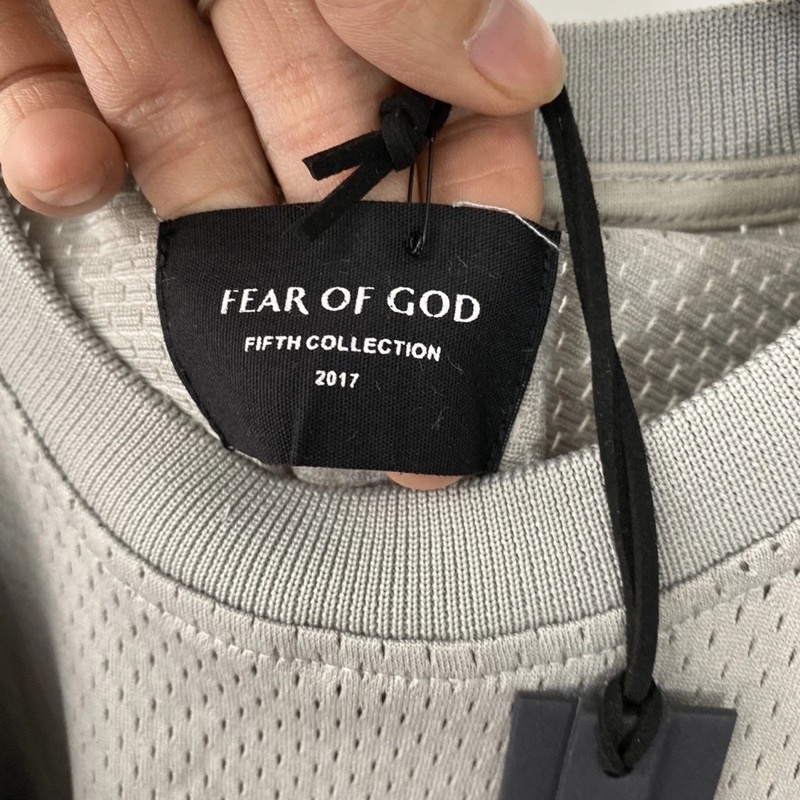 FEAR OF GOD
FIFTH COLLECTION
2017